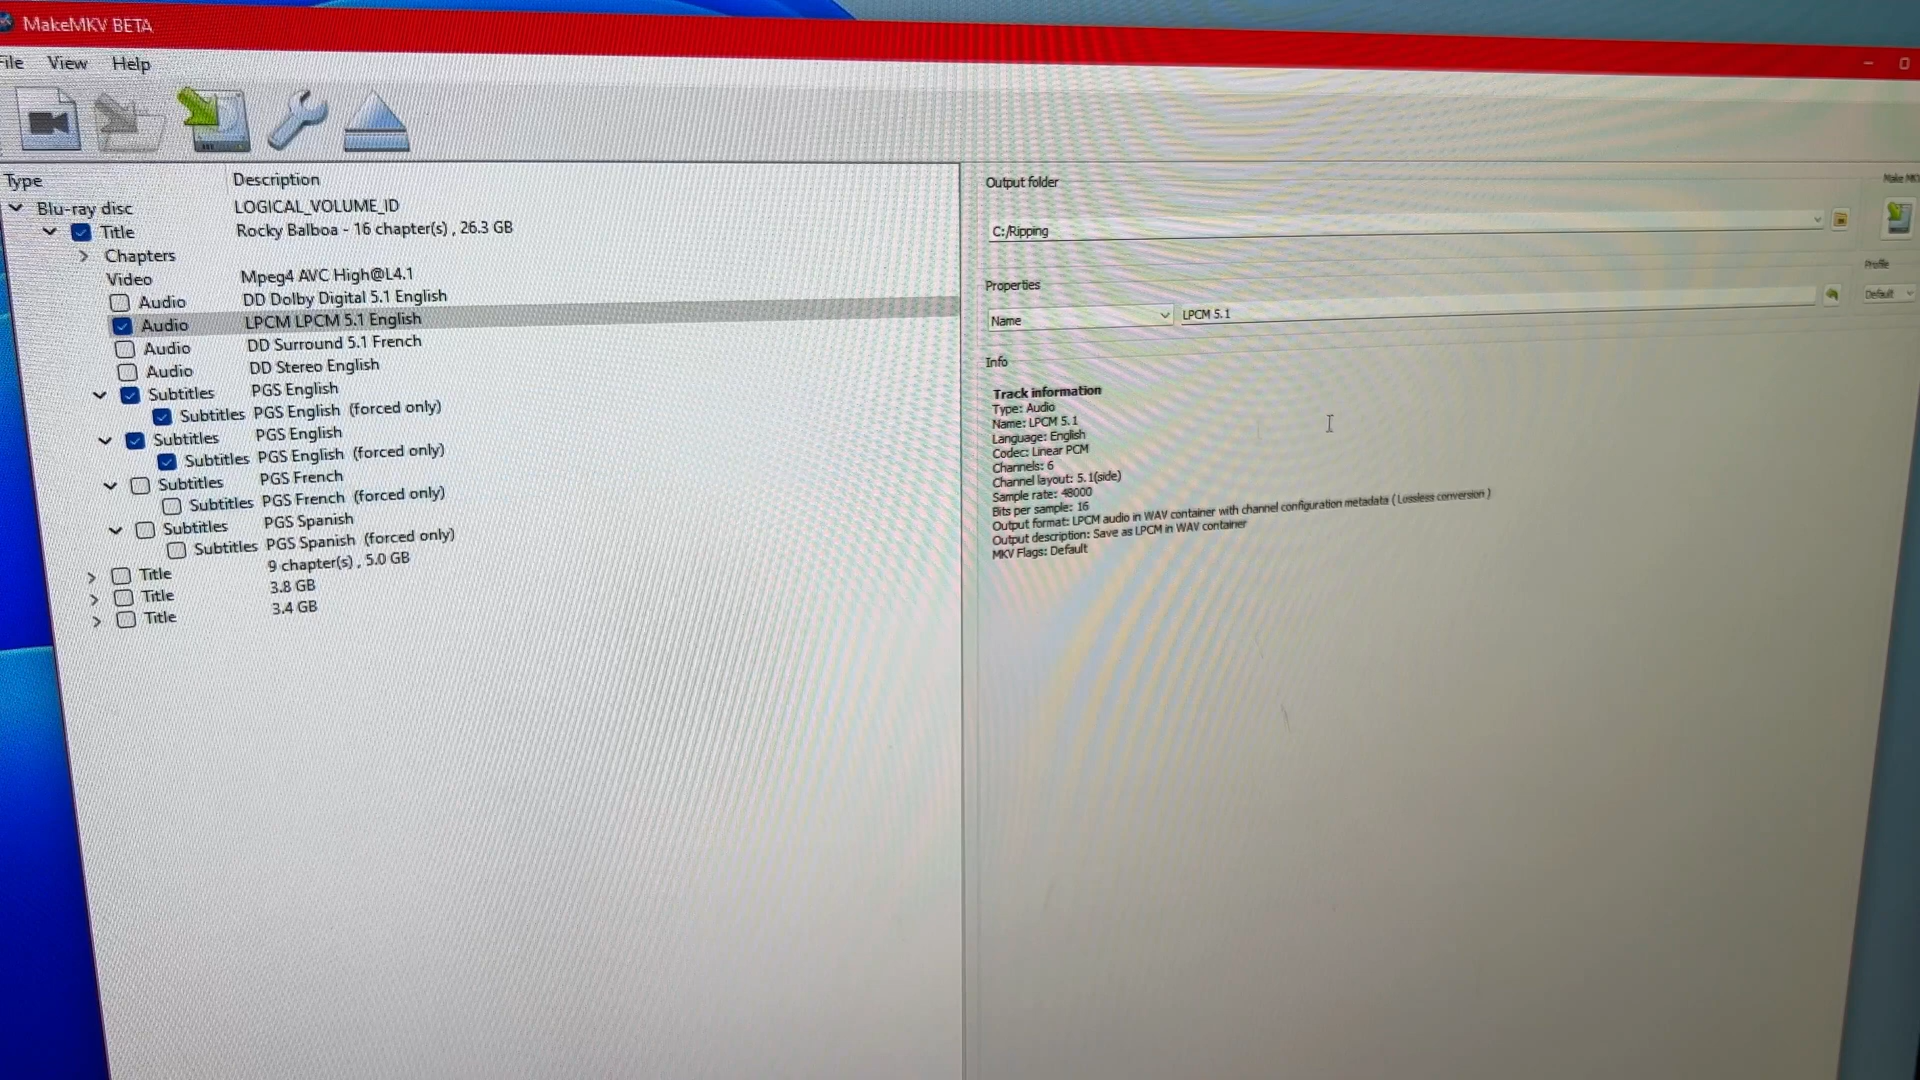 MakeMKV BETA
File View Help
Type Description
Blu-ray disc LOGICAL_VOLUME_ID
Title Rocky Balboa - 16 chapter(s) , 26.3 GB
Chapters
Video Mpeg4 AVC High@L4.1
Audio DD Dolby Digital 5.1 English
Audio LPCM LPCM 5.1 English
Audio DD Surround 5.1 French
Audio DD Stereo English
Subtitles PGS English
Subtitles PGS English (forced only)
Subtitles PGS English
Subtitles PGS English (forced only)
Subtitles PGS French
Subtitles PGS French (forced only)
Subtitles PGS Spanish
Subtitles PGS Spanish (forced only)
Title 9 chapter(s) , 5.0 GB
Title 3.8 GB
Title 3.4 GB
Output folder
Make MKV
C:/Ripping
Properties
Profile
Name LPCM 5.1
Default
Info
Track information
Type: Audio
Name: LPCM 5.1
Language: English
Codec: Linear PCM
Channels: 6
Channel layout: 5.1(side)
Sample rate: 48000
Bits per sample: 16
Output format: LPCM audio in WAV container with channel configuration metadata ( Lossless conversion )
Output description: Save as LPCM in WAV container
MKV Flags: Default